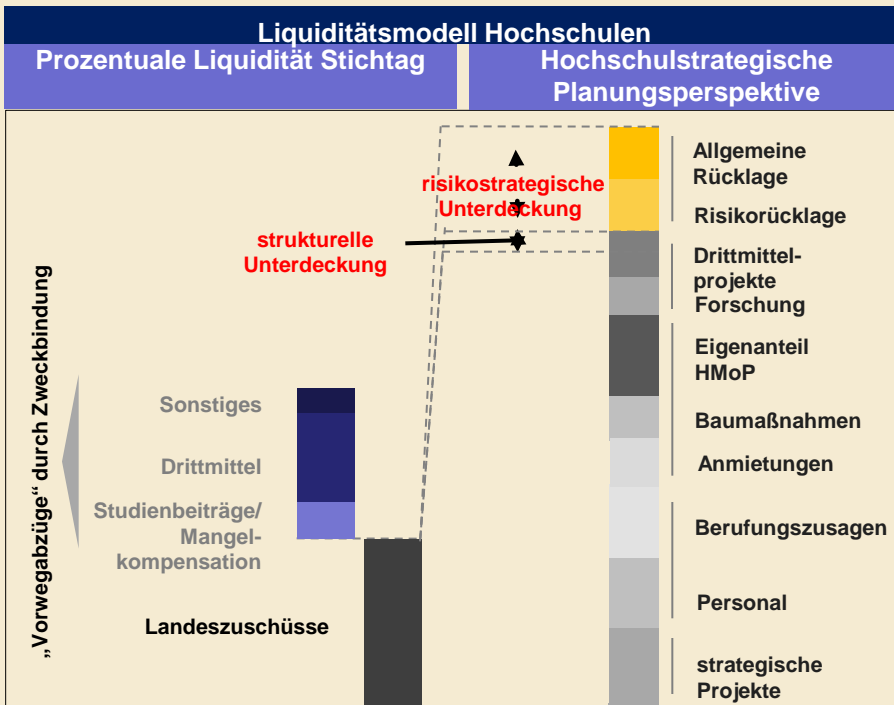 Liquiditätsmodell Hochschulen
Prozentuale Liquidität Stichtag
Hochschulstrategische
Planungsperspektive
„Vorwegabzüge“ durch Zweckbindung
Sonstiges
Drittmittel
Studienbeiträge/
Mangel-
kompensation
Landeszuschüsse
strukturelle
Unterdeckung
risikostrategische
Unterdeckung
Allgemeine
Rücklage
Risikorücklage
Drittmittel-
projekte
Forschung
Eigenanteil
HMoP
Baumaßnahmen
Anmietungen
Berufungszusagen
Personal
strategische
Projekte